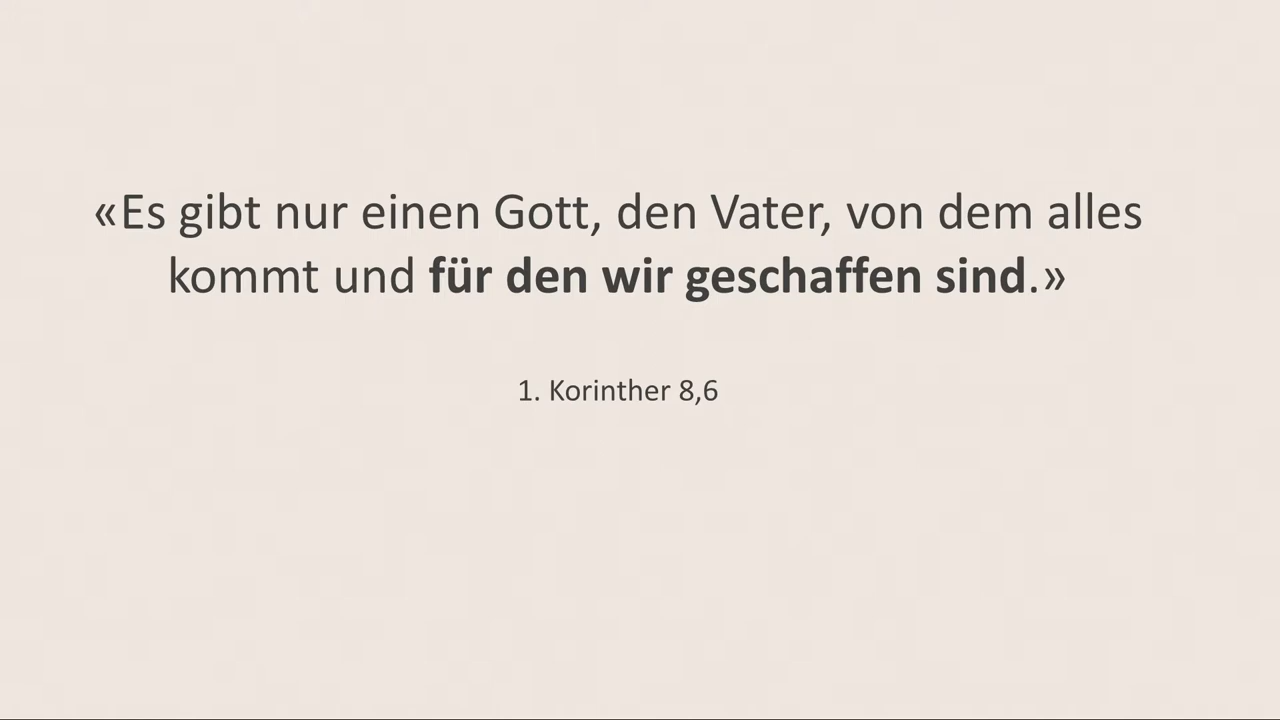 «Es gibt nur einen Gott, den Vater, von dem alles
kommt und für den wir geschaffen sind.»
1. Korinther 8,6